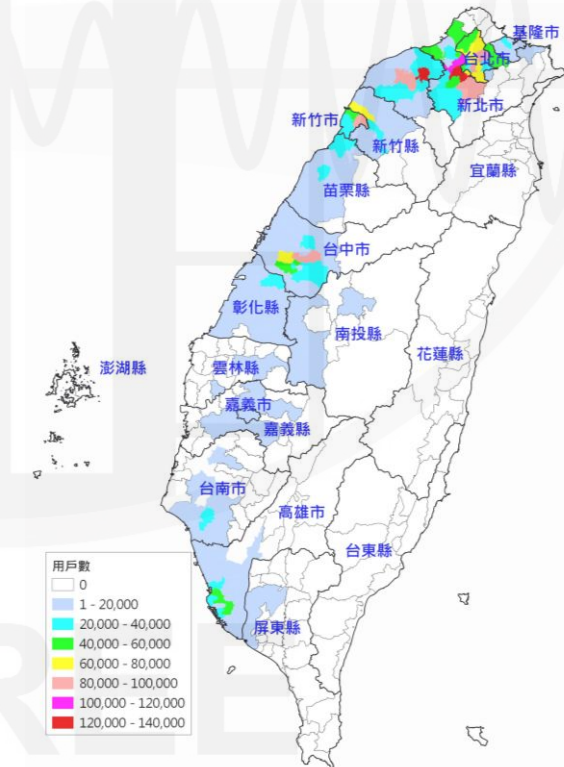 基隆市
台北市
新北市
新竹市
新竹縣
宜蘭縣
苗栗縣
台中市
彰化縣
南投縣
花蓮縣
澎湖縣
雲林縣
嘉義市
嘉義縣
台南市
高雄市
台東縣
屏東縣
用戶數
0
1 - 20,000
20,000 - 40,000
40,000 - 60,000
60,000 - 80,000
80,000 - 100,000
100,000 - 120,000
120,000 - 140,000